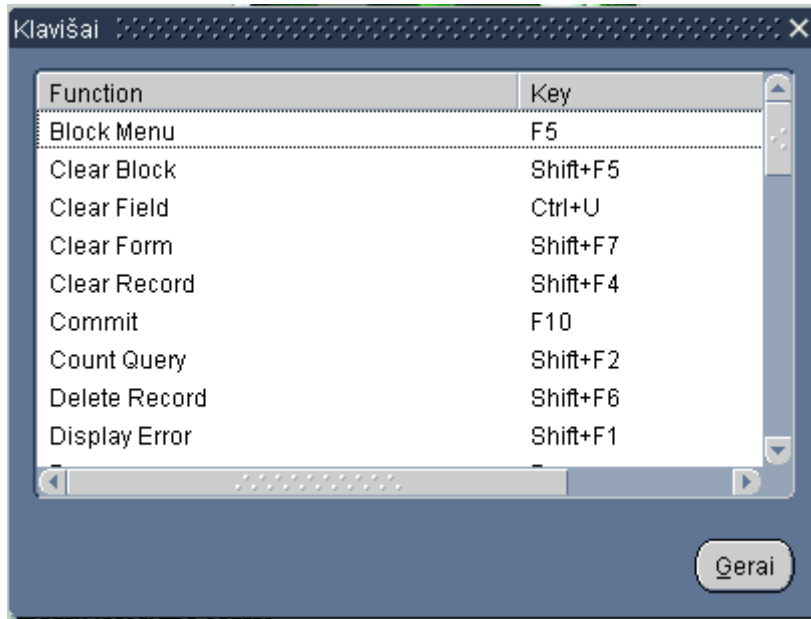 Klavišai
Function Key
Block Menu F5
Clear Block Shift+F5
Clear Field Ctrl+U
Clear Form Shift+F7
Clear Record Shift+F4
Commit F10
Count Query Shift+F2
Delete Record Shift+F6
Display Error Shift+F1
Gerai